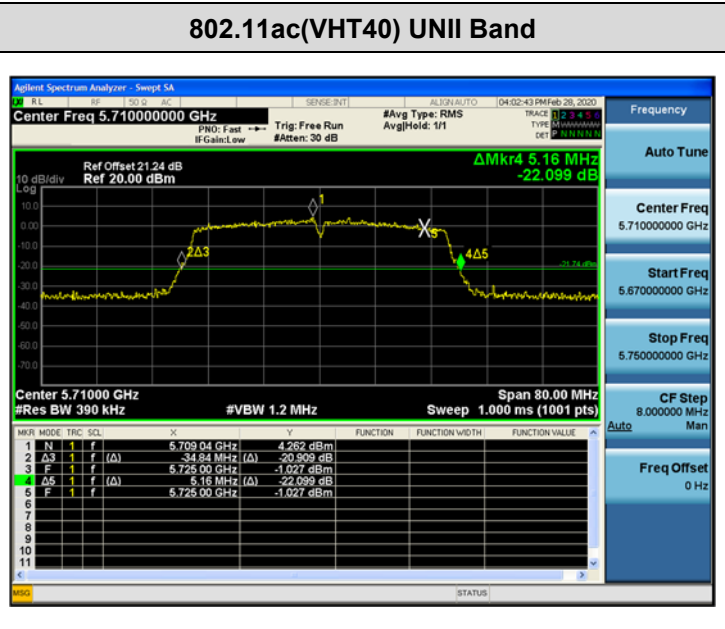 802.11ac(VHT40) UNII Band
Agilent Spectrum Analyzer - Swept SA
RL RF 50 Ω AC SENSE:INT ALIGN AUTO 04:02:43 PM Feb 28, 2020
Center Freq 5.710000000 GHz #Avg Type: RMS TRACE 1 2 3 4 5 6
PNO: Fast Trig: Free Run Avg|Hold: 1/1 TYPE M WWWWW
IFGain:Low #Atten: 30 dB DET P N N N N N
Frequency
Auto Tune
Center Freq
5.710000000 GHz
Start Freq
5.670000000 GHz
Stop Freq
5.750000000 GHz
CF Step
8.000000 MHz
Auto Man
Freq Offset
0 Hz
ΔMkr4 5.16 MHz
Ref Offset 21.24 dB
10 dB/div Ref 20.00 dBm -22.099 dB
Log
10.0
0.00
-10.0
-20.0
-30.0
-40.0
-50.0
-60.0
-70.0
1
2Δ3
5
4Δ5
-21.74 dBm
Center 5.71000 GHz Span 80.00 MHz
#Res BW 390 kHz #VBW 1.2 MHz Sweep 1.000 ms (1001 pts)
MKR MODE TRC SCL X Y FUNCTION FUNCTION WIDTH FUNCTION VALUE
1 N 1 f 5.709 04 GHz 4.262 dBm
2 Δ3 1 f (Δ) -34.84 MHz (Δ) -20.909 dB
3 F 1 f 5.725 00 GHz -1.027 dBm
4 Δ5 1 f (Δ) 5.16 MHz (Δ) -22.099 dB
5 F 1 f 5.725 00 GHz -1.027 dBm
6
7
8
9
10
11
MSG STATUS